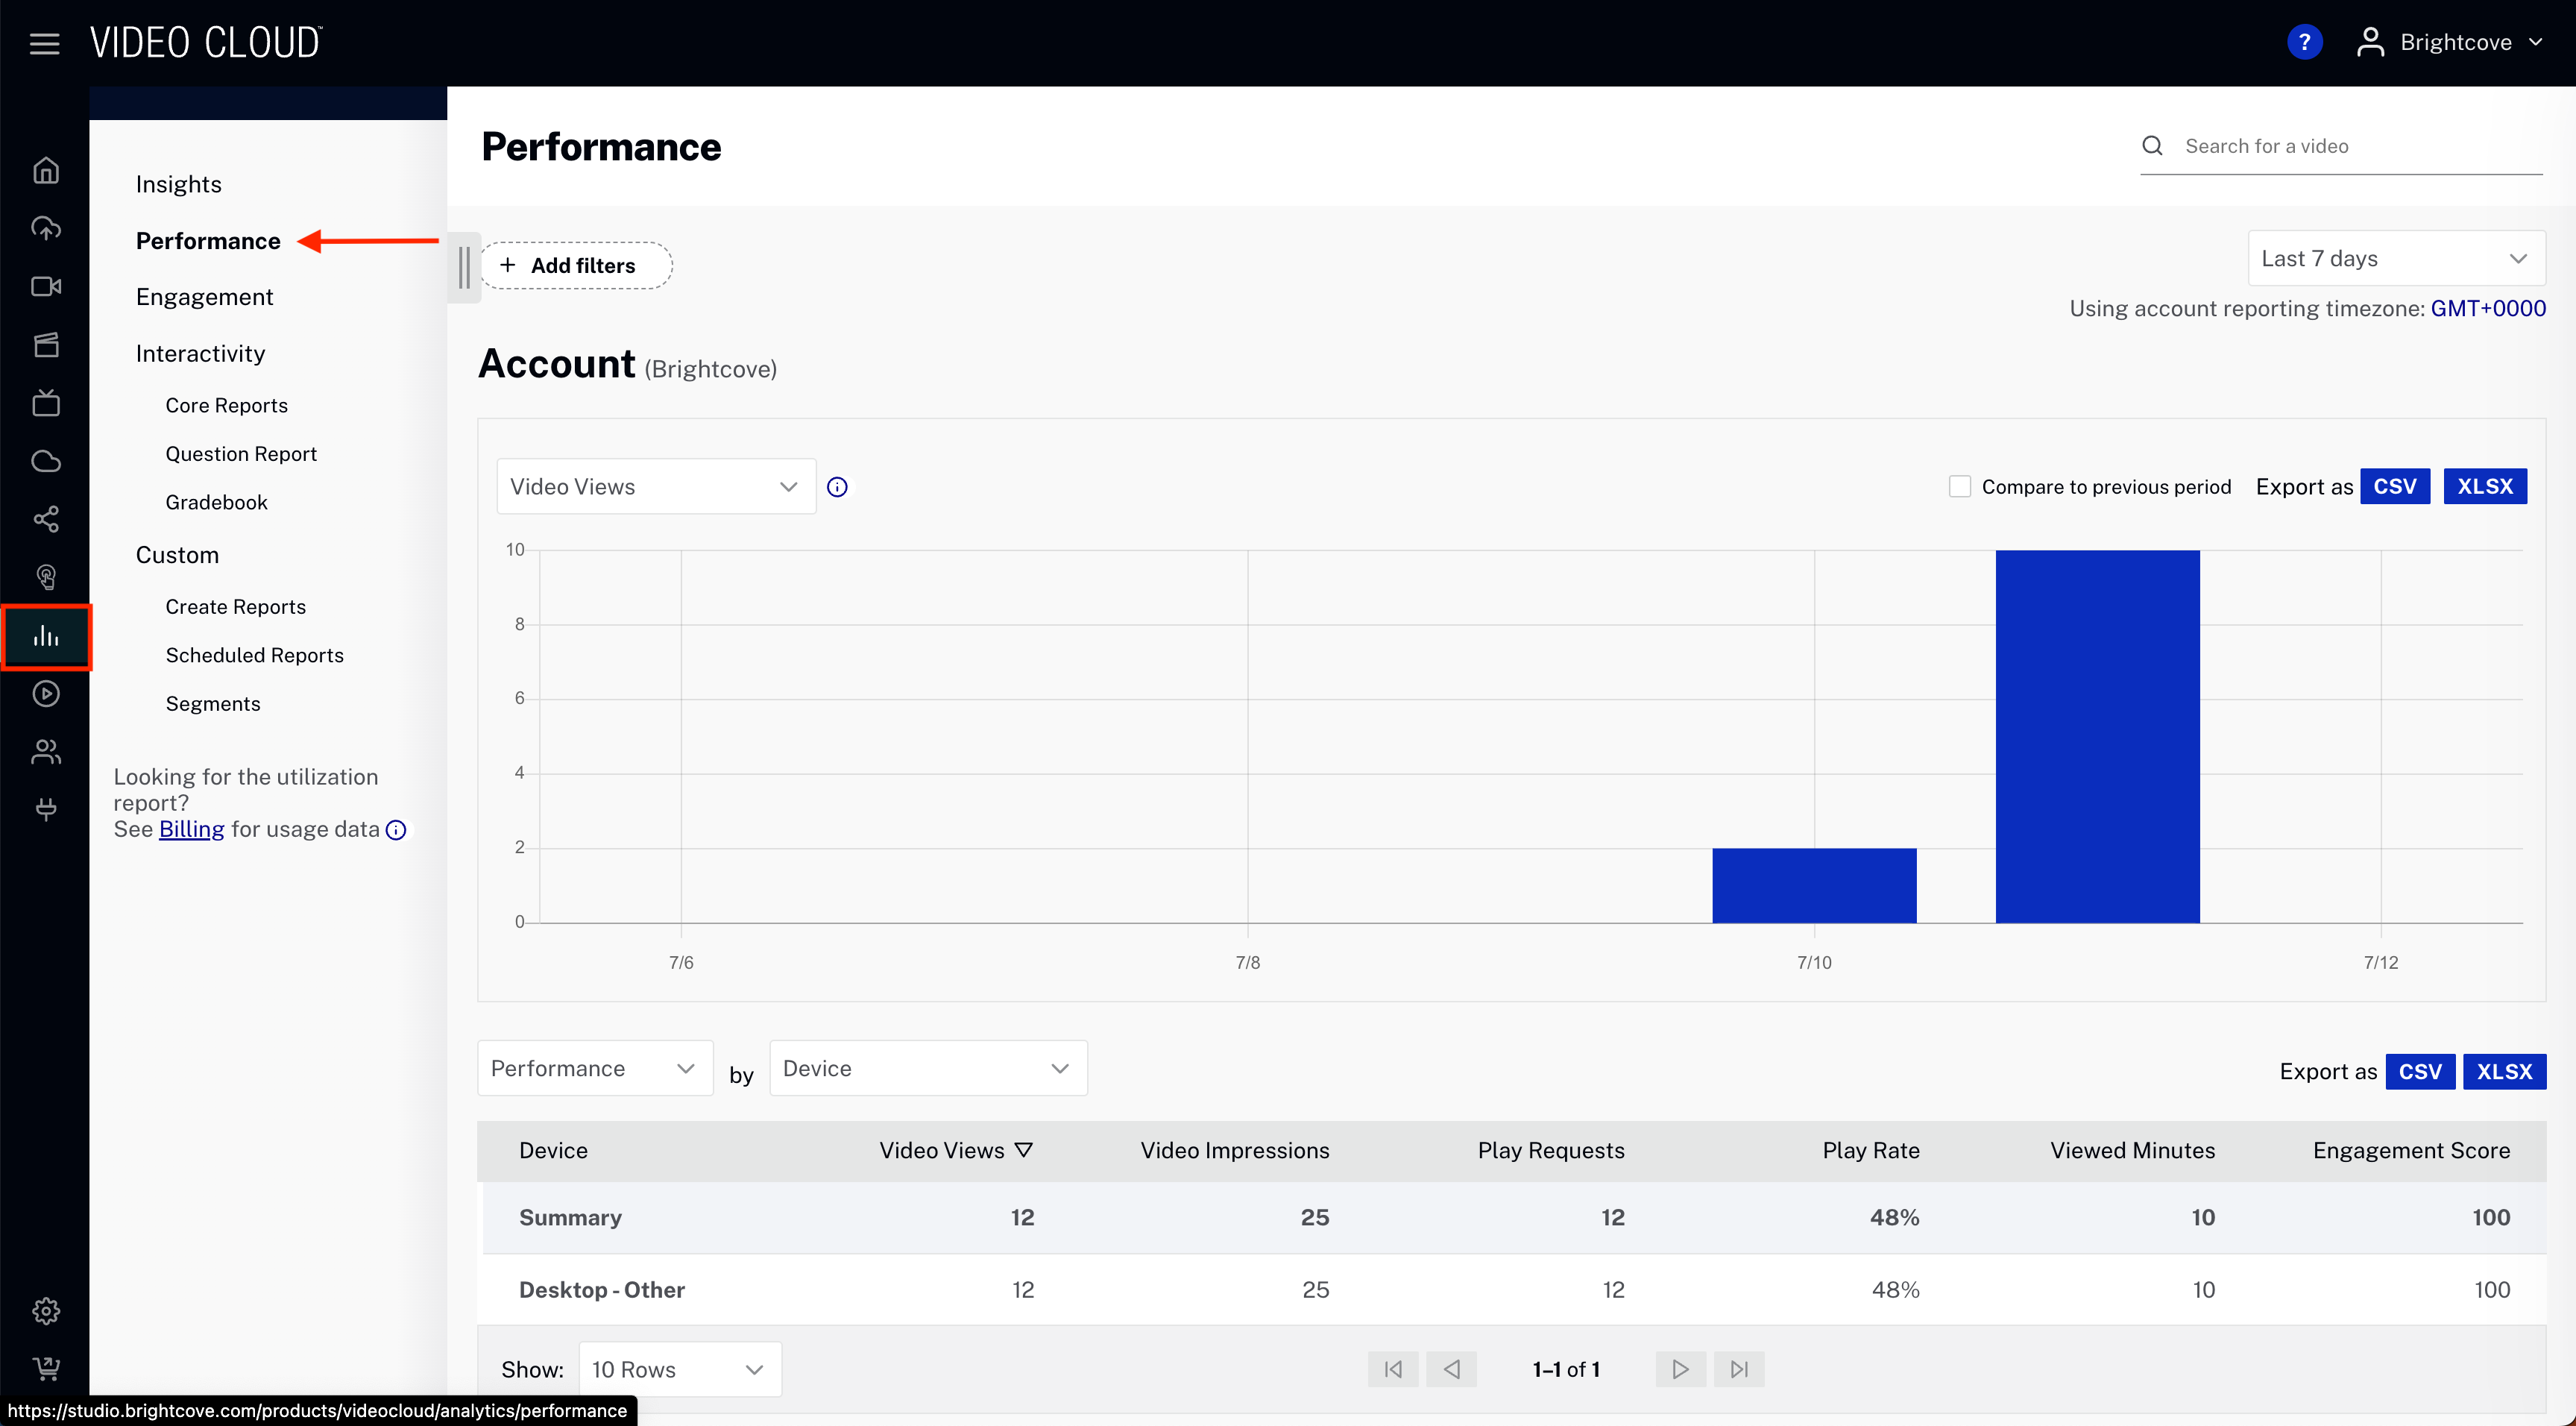 VIDEO CLOUD™
?
Brightcove
Insights
Performance
Engagement
Interactivity
Core Reports
Question Report
Gradebook
Custom
Create Reports
Scheduled Reports
Segments
Looking for the utilization
report?
See Billing for usage data
Performance
Search for a video
+ Add filters
Last 7 days
Using account reporting timezone: GMT+0000
Account (Brightcove)
Video Views
Compare to previous period Export as CSV XLSX
10
8
6
4
2
0
7/6 7/8 7/10 7/12
Performance by Device Export as CSV XLSX
Device Video Views Video Impressions Play Requests Play Rate Viewed Minutes Engagement Score
Summary 12 25 12 48% 10 100
Desktop - Other 12 25 12 48% 10 100
Show: 10 Rows 1–1 of 1
https://studio.brightcove.com/products/videocloud/analytics/performance